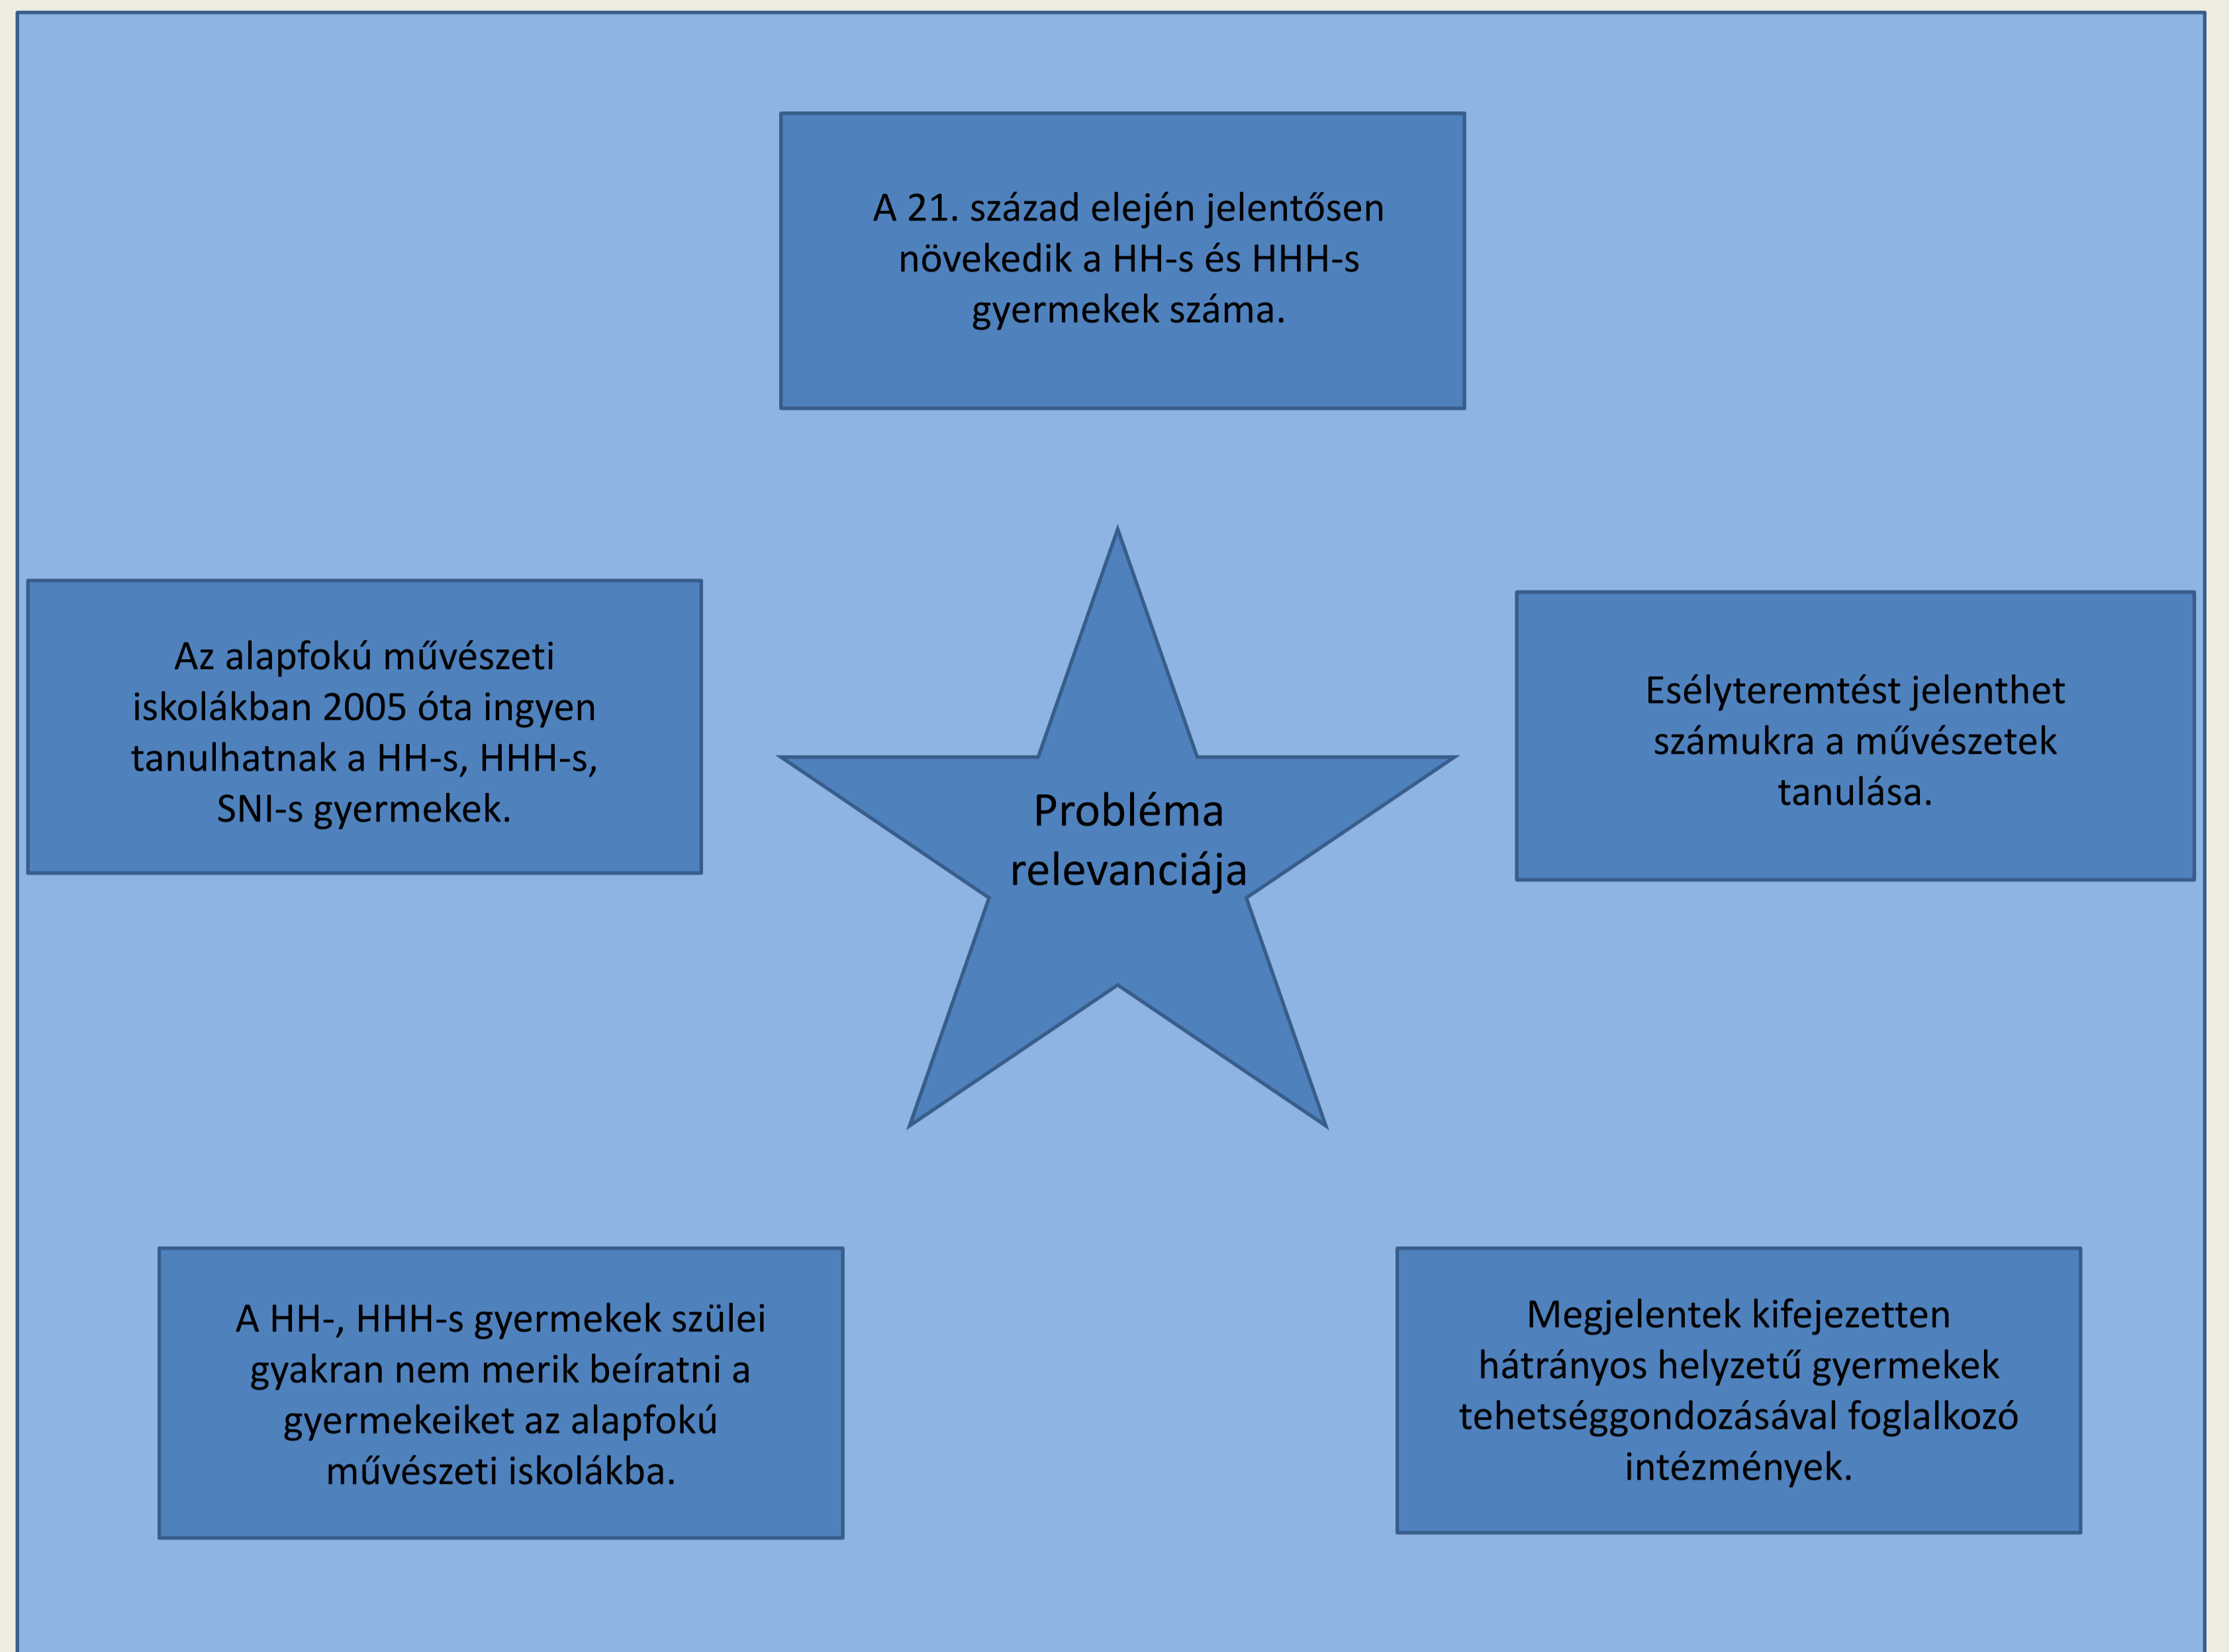 A 21. század elején jelentősen
növekedik a HH-s és HHH-s
gyermekek száma.
Az alapfokú művészeti
iskolákban 2005 óta ingyen
tanulhatnak a HH-s, HHH-s,
SNI-s gyermekek.
Probléma
relevanciája
Esélyteremtést jelenthet
számukra a művészetek
tanulása.
A HH-, HHH-s gyermekek szülei
gyakran nem merik beíratni a
gyermekeiket az alapfokú
művészeti iskolákba.
Megjelentek kifejezetten
hátrányos helyzetű gyermekek
tehetséggondozásával foglalkozó
intézmények.